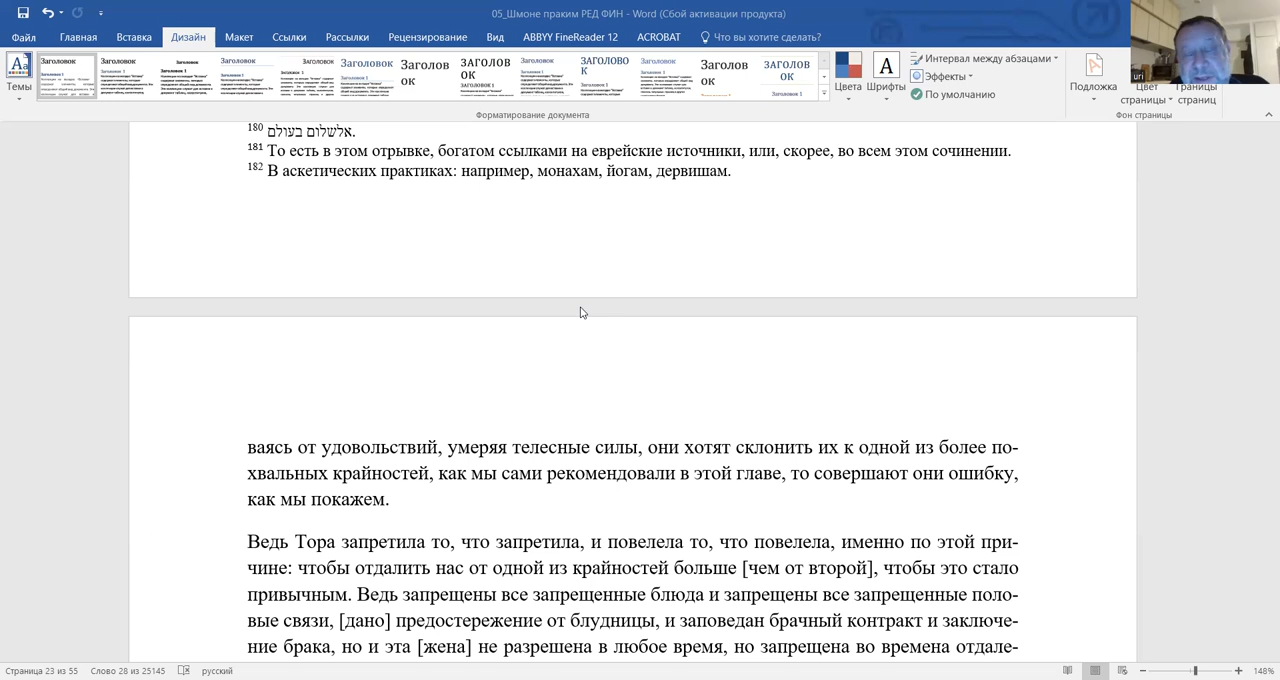 05_Шмоне праким РЕД ФИН - Word (Сбой активации продукта)
Файл Главная Вставка Дизайн Макет Ссылки Рассылки Рецензирование Вид ABBYY FineReader 12 ACROBAT Что вы хотите сделать?
Темы
Заголовок
Заголовок 1
Цвета
Шрифты
Интервал между абзацами
Эффекты
По умолчанию
Подложка
Цвет страницы
Границы страниц
Форматирование документа
Фон страницы
uri
180 אלשלום בעולם.
181 То есть в этом отрывке, богатом ссылками на еврейские источники, или, скорее, во всем этом сочинении.
182 В аскетических практиках: например, монахам, йогам, дервишам.
ваясь от удовольствий, умеряя телесные силы, они хотят склонить их к одной из более по-
хвальных крайностей, как мы сами рекомендовали в этой главе, то совершают они ошибку,
как мы покажем.
Ведь Тора запретила то, что запретила, и повелела то, что повелела, именно по этой при-
чине: чтобы отдалить нас от одной из крайностей больше [чем от второй], чтобы это стало
привычным. Ведь запрещены все запрещенные блюда и запрещены все запрещенные поло-
вые связи, [дано] предостережение от блудницы, и заповедан брачный контракт и заключе-
ние брака, но и эта [жена] не разрешена в любое время, но запрещена во времена отдале-
Страница 23 из 55 Слово 28 из 25145 русский 148%